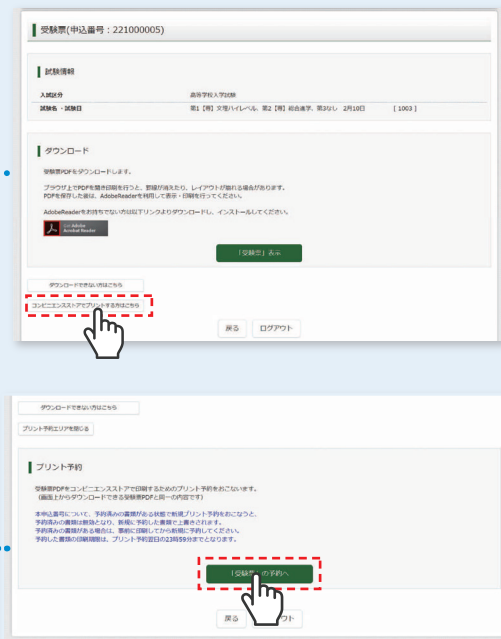 受験票(申込番号：221000005)
試験情報
入試区分 高等学校入学試験
試験名・試験日 第1【専】文理ハイレベル、第2【専】総合進学、第3なし 2月10日 [ 1003 ]
ダウンロード
受験票PDFをダウンロードします。
ブラウザ上でPDFを開き印刷を行うと、罫線が消えたり、レイアウトが崩れる場合があります。
PDFを保存した後は、AdobeReaderを利用して表示・印刷を行ってください。
AdobeReaderをお持ちでない方は以下リンクよりダウンロードし、インストールしてください。
Get Adobe
Acrobat Reader
「受験票」表示
ダウンロードできない方はこちら
コンビニエンスストアでプリントする方はこちら
戻る ログアウト
ダウンロードできない方はこちら
プリント予約エリアを閉じる
プリント予約
受験票PDFをコンビニエンスストアで印刷するためのプリント予約をおこないます。
(画面上からダウンロードできる受験票PDFと同一の内容です)
本申込番号について、予約済みの書類がある状態で新規プリント予約をおこなうと、
予約済みの書類は無効となり、新規に予約した書類で上書きされます。
予約済みの書類がある場合は、事前に印刷してから新規に予約してください。
予約した書類の印刷期限は、プリント予約翌日の23時59分までとなります。
「受験票」の予約へ
戻る ウト